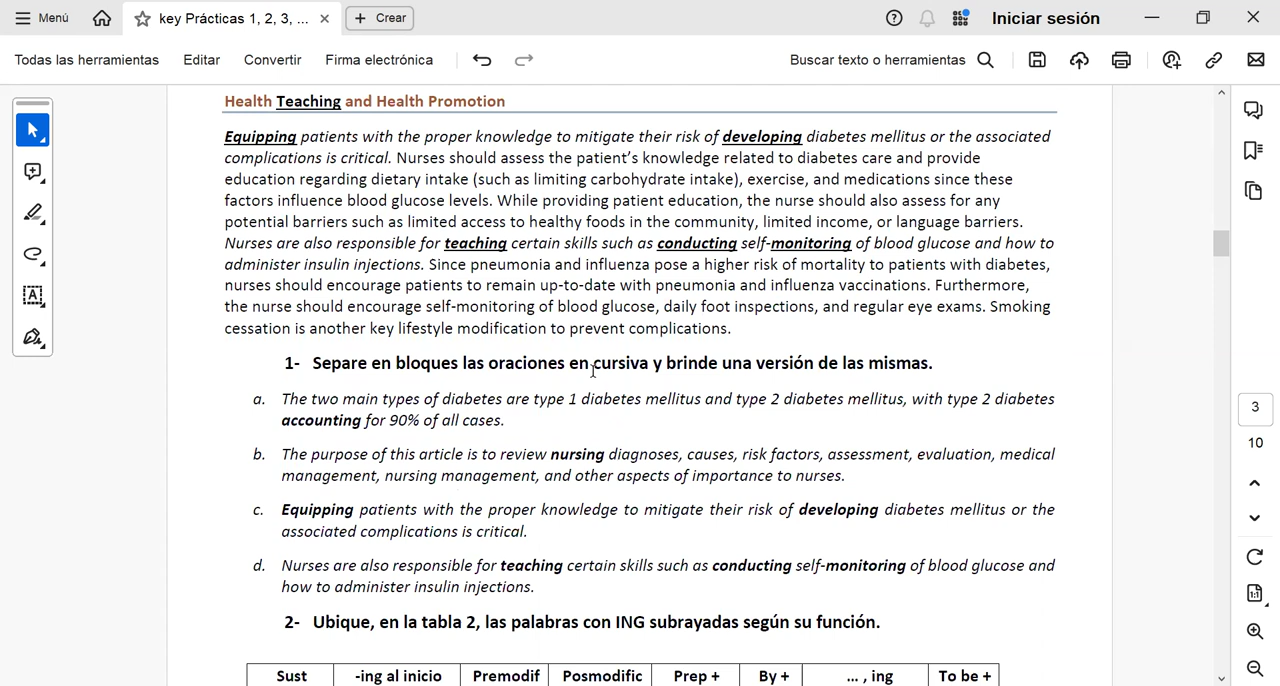 Menú
key Prácticas 1, 2, 3, ...
Crear
Iniciar sesión
Todas las herramientas
Editar
Convertir
Firma electrónica
Buscar texto o herramientas
Health Teaching and Health Promotion
Equipping patients with the proper knowledge to mitigate their risk of developing diabetes mellitus or the associated
complications is critical. Nurses should assess the patient's knowledge related to diabetes care and provide
education regarding dietary intake (such as limiting carbohydrate intake), exercise, and medications since these
factors influence blood glucose levels. While providing patient education, the nurse should also assess for any
potential barriers such as limited access to healthy foods in the community, limited income, or language barriers.
Nurses are also responsible for teaching certain skills such as conducting self-monitoring of blood glucose and how to
administer insulin injections. Since pneumonia and influenza pose a higher risk of mortality to patients with diabetes,
nurses should encourage patients to remain up-to-date with pneumonia and influenza vaccinations. Furthermore,
the nurse should encourage self-monitoring of blood glucose, daily foot inspections, and regular eye exams. Smoking
cessation is another key lifestyle modification to prevent complications.
1- Separe en bloques las oraciones en cursiva y brinde una versión de las mismas.
a. The two main types of diabetes are type 1 diabetes mellitus and type 2 diabetes mellitus, with type 2 diabetes
accounting for 90% of all cases.
b. The purpose of this article is to review nursing diagnoses, causes, risk factors, assessment, evaluation, medical
management, nursing management, and other aspects of importance to nurses.
c. Equipping patients with the proper knowledge to mitigate their risk of developing diabetes mellitus or the
associated complications is critical.
d. Nurses are also responsible for teaching certain skills such as conducting self-monitoring of blood glucose and
how to administer insulin injections.
2- Ubique, en la tabla 2, las palabras con ING subrayadas según su función.
Sust
-ing al inicio
Premodif
Posmodific
Prep +
By +
... , ing
To be +
3
10
1:1